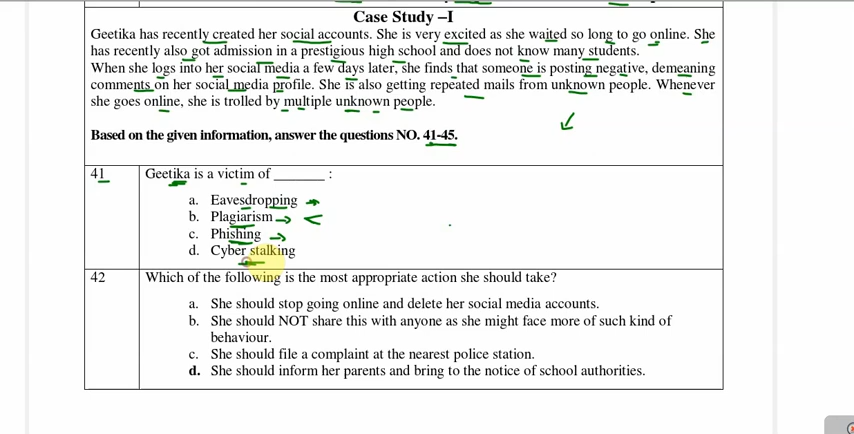 Case Study –I
Geetika has recently created her social accounts. She is very excited as she waited so long to go online. She
has recently also got admission in a prestigious high school and does not know many students.
When she logs into her social media a few days later, she finds that someone is posting negative, demeaning
comments on her social media profile. She is also getting repeated mails from unknown people. Whenever
she goes online, she is trolled by multiple unknown people.
Based on the given information, answer the questions NO. 41-45.
41 Geetika is a victim of _______ :
a. Eavesdropping
b. Plagiarism
c. Phishing
d. Cyber stalking
42 Which of the following is the most appropriate action she should take?
a. She should stop going online and delete her social media accounts.
b. She should NOT share this with anyone as she might face more of such kind of
behaviour.
c. She should file a complaint at the nearest police station.
d. She should inform her parents and bring to the notice of school authorities.